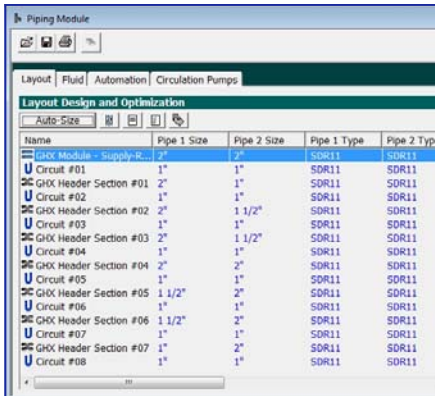 Piping Module
Layout Fluid Automation Circulation Pumps
Layout Design and Optimization
Auto-Size
Name Pipe 1 Size Pipe 2 Size Pipe 1 Type Pipe 2 Typ
GHX Module - Supply-R... 2" 2" SDR11 SDR11
Circuit #01 1" 1" SDR11 SDR11
GHX Header Section #01 2" 1" SDR11 SDR11
Circuit #02 1" 1" SDR11 SDR11
GHX Header Section #02 2" 1 1/2" SDR11 SDR11
Circuit #03 1" 1" SDR11 SDR11
GHX Header Section #03 2" 1 1/2" SDR11 SDR11
Circuit #04 1" 1" SDR11 SDR11
GHX Header Section #04 2" 2" SDR11 SDR11
Circuit #05 1" 1" SDR11 SDR11
GHX Header Section #05 1 1/2" 2" SDR11 SDR11
Circuit #06 1" 1" SDR11 SDR11
GHX Header Section #06 1 1/2" 2" SDR11 SDR11
Circuit #07 1" 1" SDR11 SDR11
GHX Header Section #07 1" 2" SDR11 SDR11
Circuit #08 1" 1" SDR11 SDR11